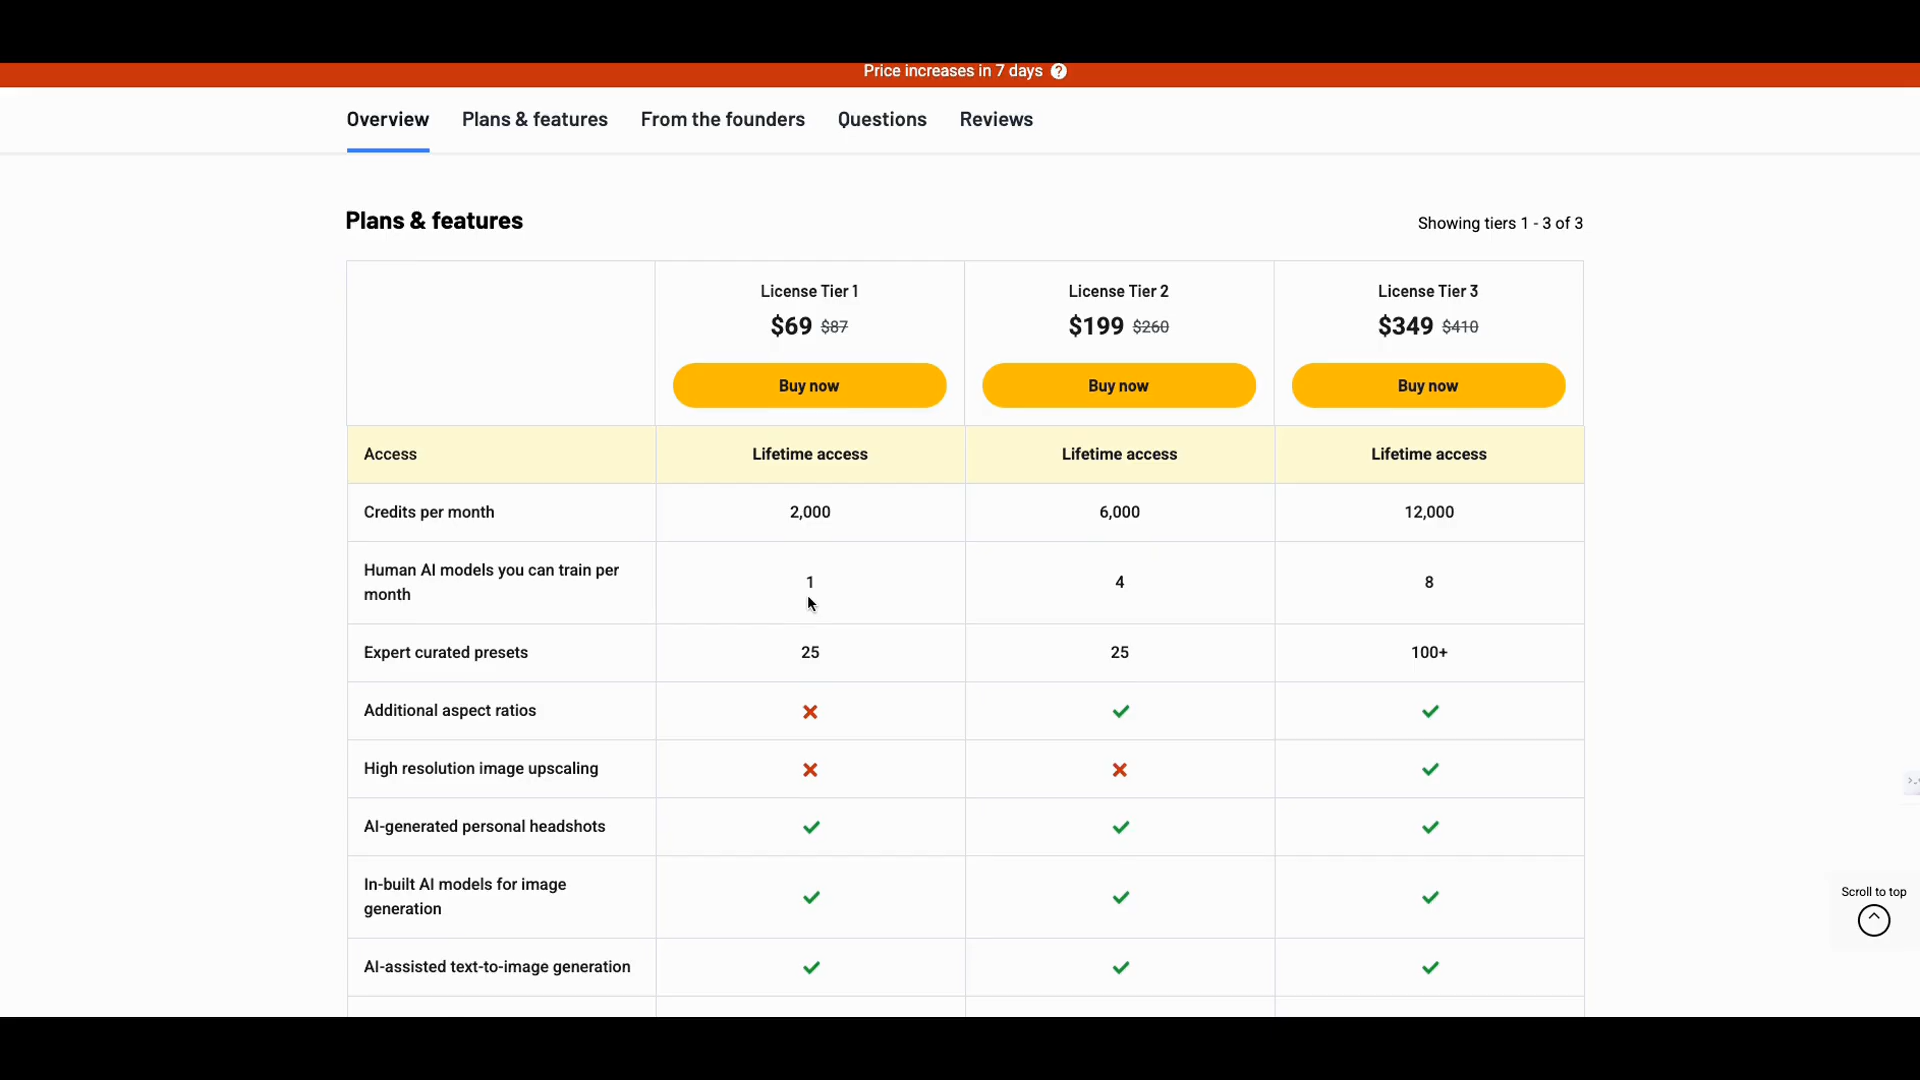 Price increases in 7 days ?
Overview Plans & features From the founders Questions Reviews
Plans & features
Showing tiers 1 - 3 of 3
License Tier 1 License Tier 2 License Tier 3
$69 $87 $199 $260 $349 $410
Buy now Buy now Buy now
Access Lifetime access Lifetime access Lifetime access
Credits per month 2,000 6,000 12,000
Human AI models you can train per
month
1 4 8
Expert curated presets 25 25 100+
Additional aspect ratios
High resolution image upscaling
AI-generated personal headshots
In-built AI models for image
generation
AI-assisted text-to-image generation
Scroll to top